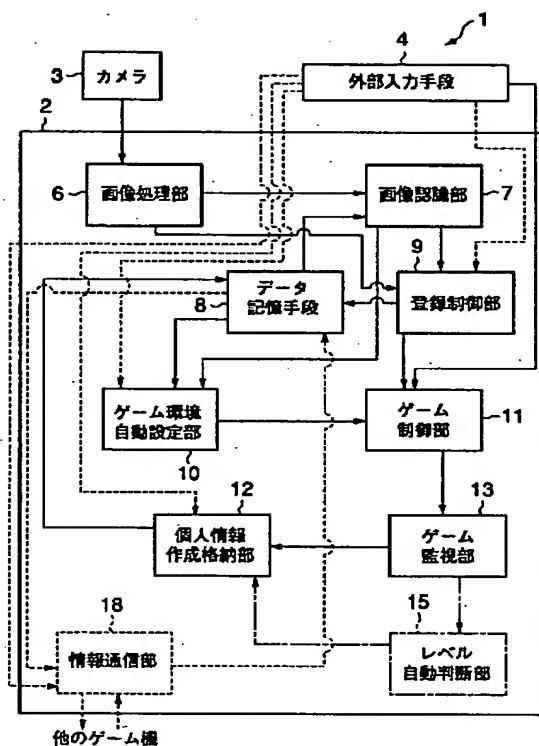 1
3
カメラ
4
外部入力手段
2
6
画像処理部
画像認識部
7
9
データ
記憶手段
8
登録制御部
ゲーム環境
自動設定部
10
ゲーム
制御部
11
12
個人情報
作成格納部
13
ゲーム
監視部
15
レベル
自動判断部
18
情報通信部
他のゲーム機